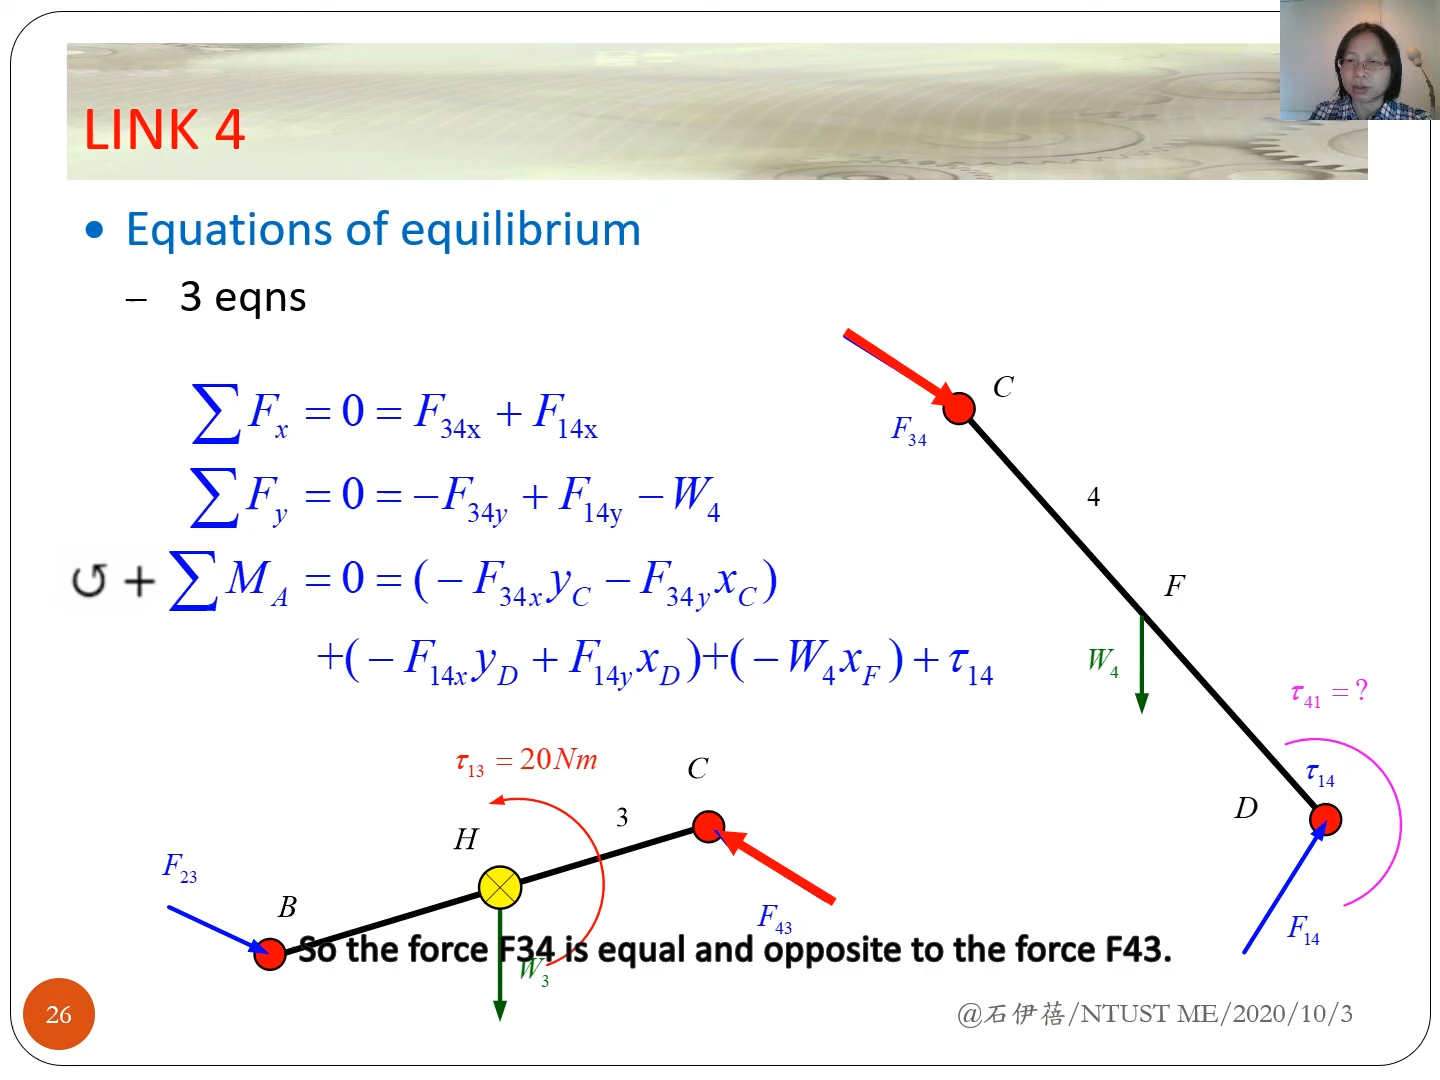 LINK 4
• Equations of equilibrium
– 3 eqns
∑ F_x = 0 = F_34x + F_14x
∑ F_y = 0 = −F_34y + F_14y − W_4
↺ + ∑ M_A = 0 = (− F_34x y_C − F_34y x_C)
+(− F_14x y_D + F_14y x_D)+(− W_4 x_F) + τ_14
C
F_34
4
F
W_4
τ_41 = ?
τ_14
D
F_14
τ_13 = 20Nm
C
3
H
F_23
B
F_43
W_3
So the force F34 is equal and opposite to the force F43.
26
@石伊蓓/NTUST ME/2020/10/3